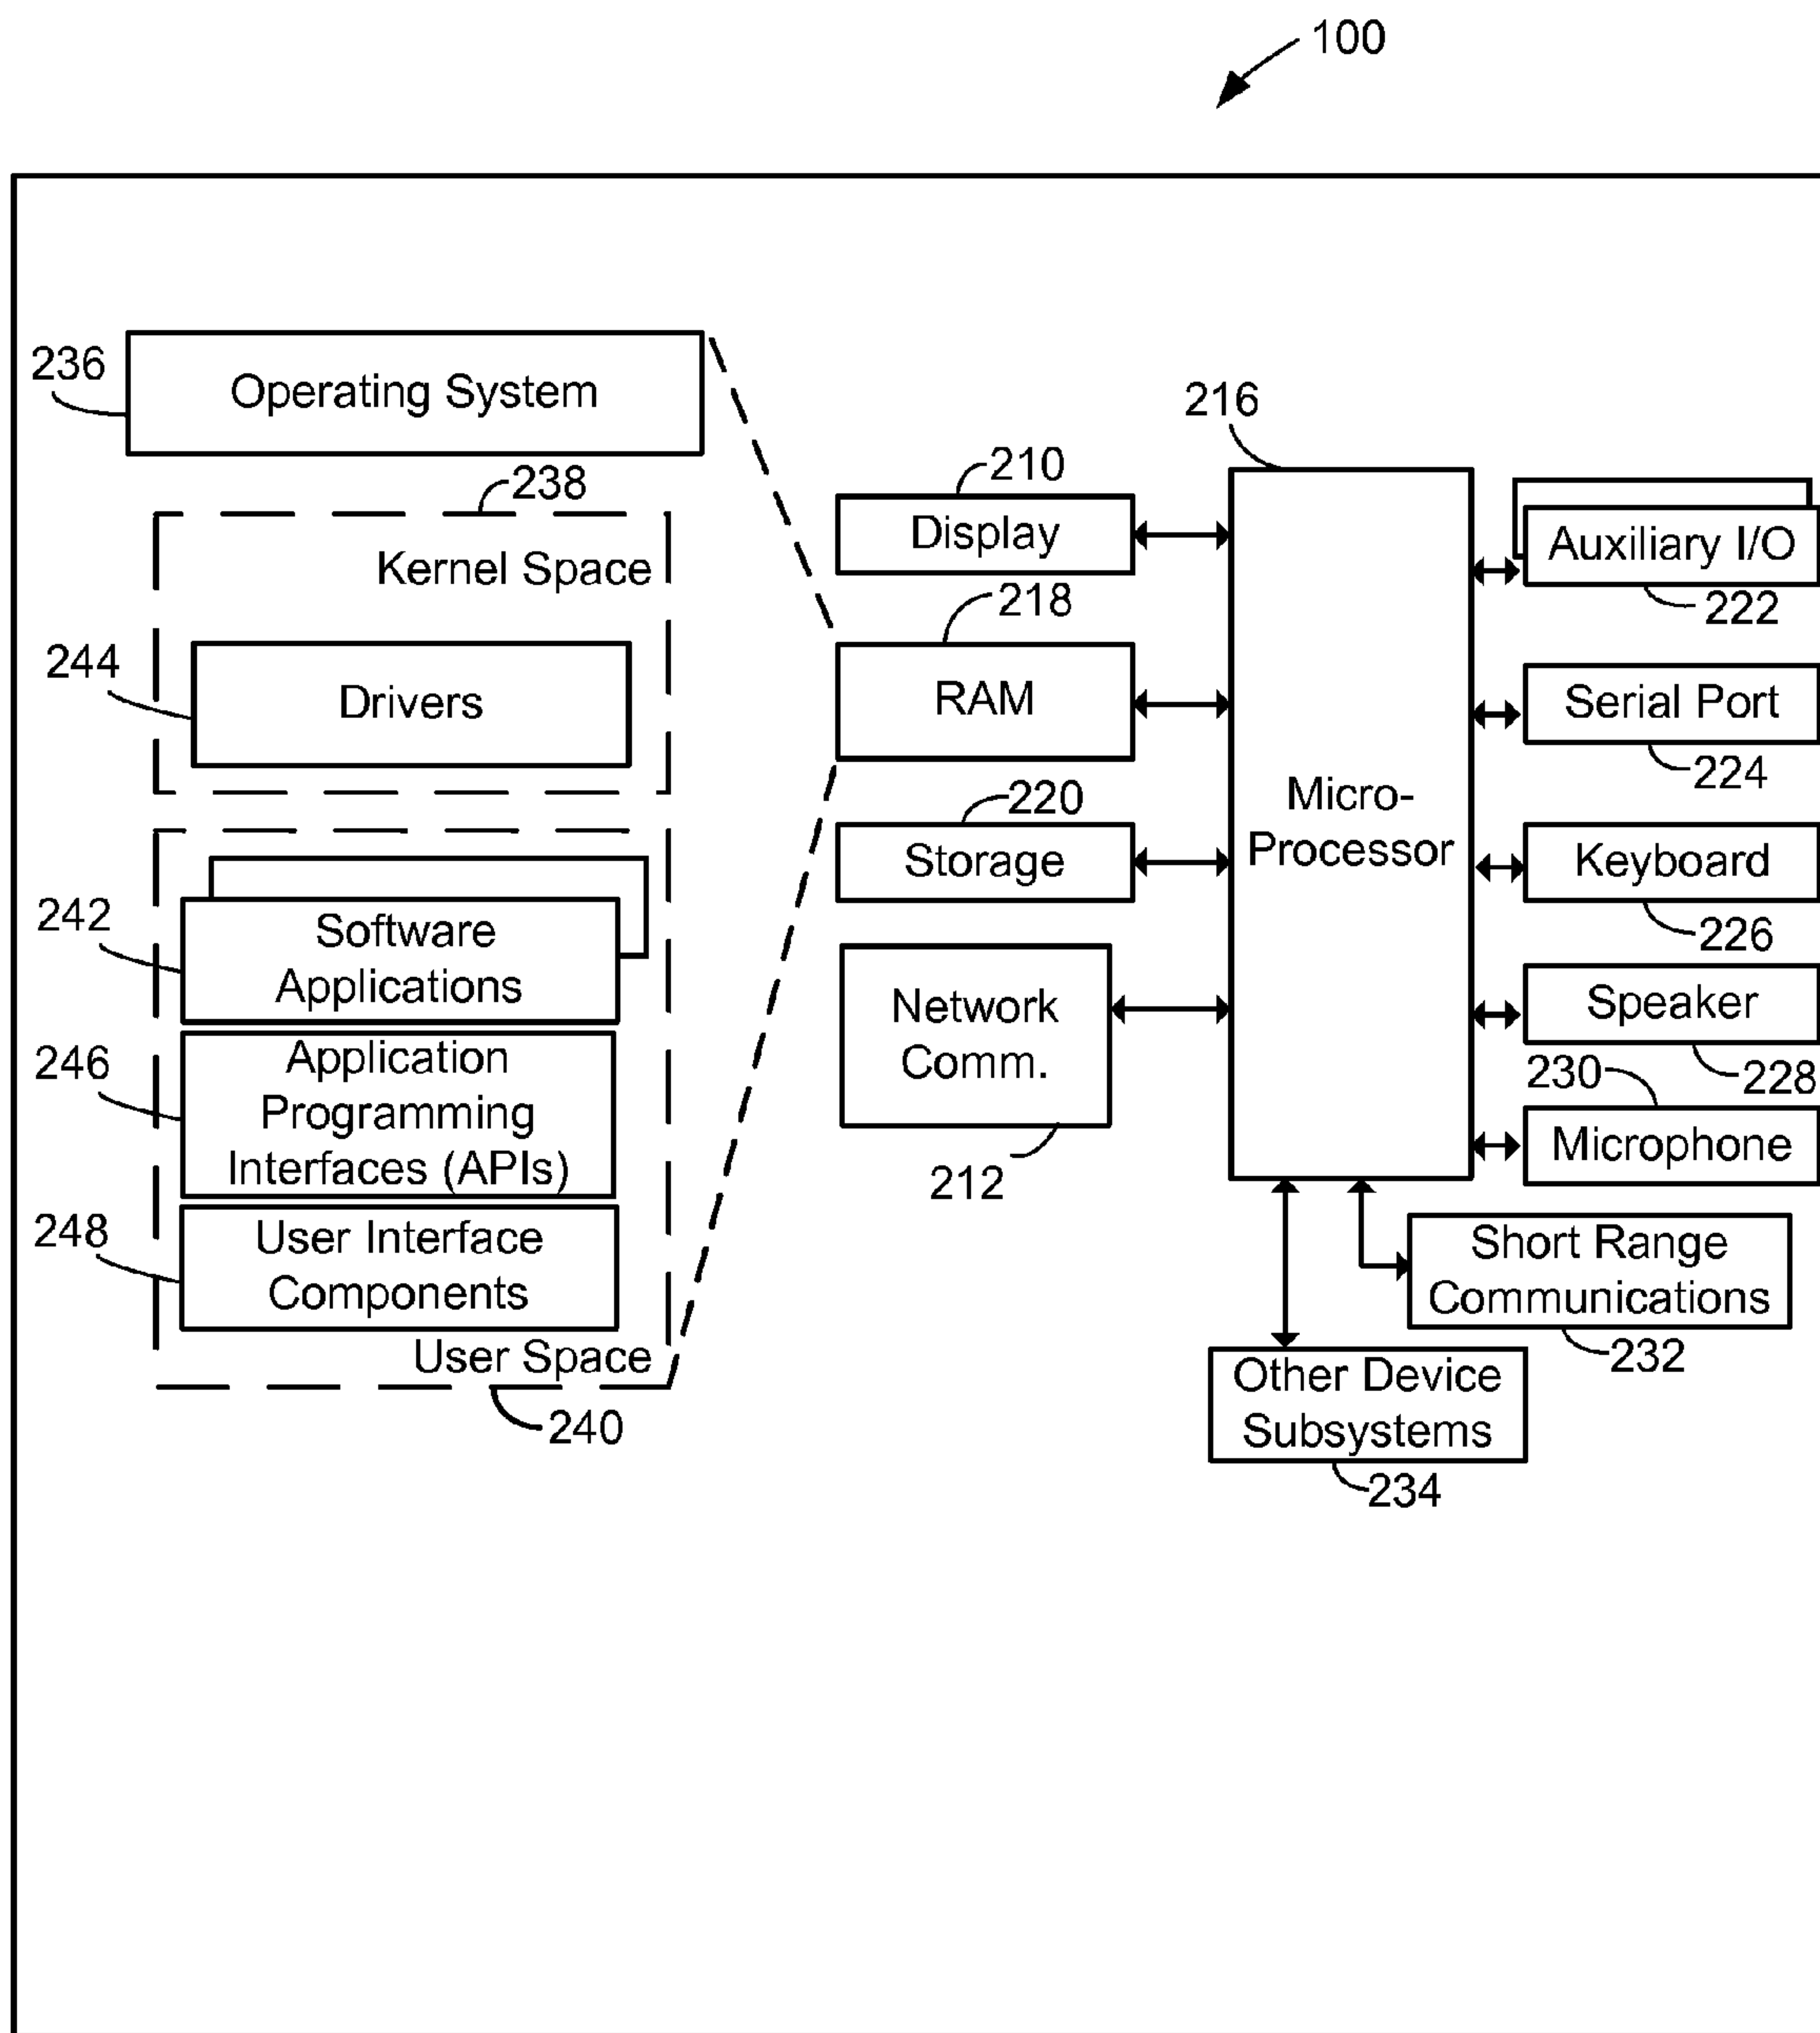 100
236
Operating System
238
Kernel Space
244
Drivers
242
Software
Applications
246
Application
Programming
Interfaces (APIs)
248
User Interface
Components
User Space
240
210
Display
218
RAM
220
Storage
Network
Comm.
212
216
Micro-
Processor
Auxiliary I/O
222
Serial Port
224
Keyboard
226
Speaker
228
230
Microphone
Short Range
Communications
232
Other Device
Subsystems
234